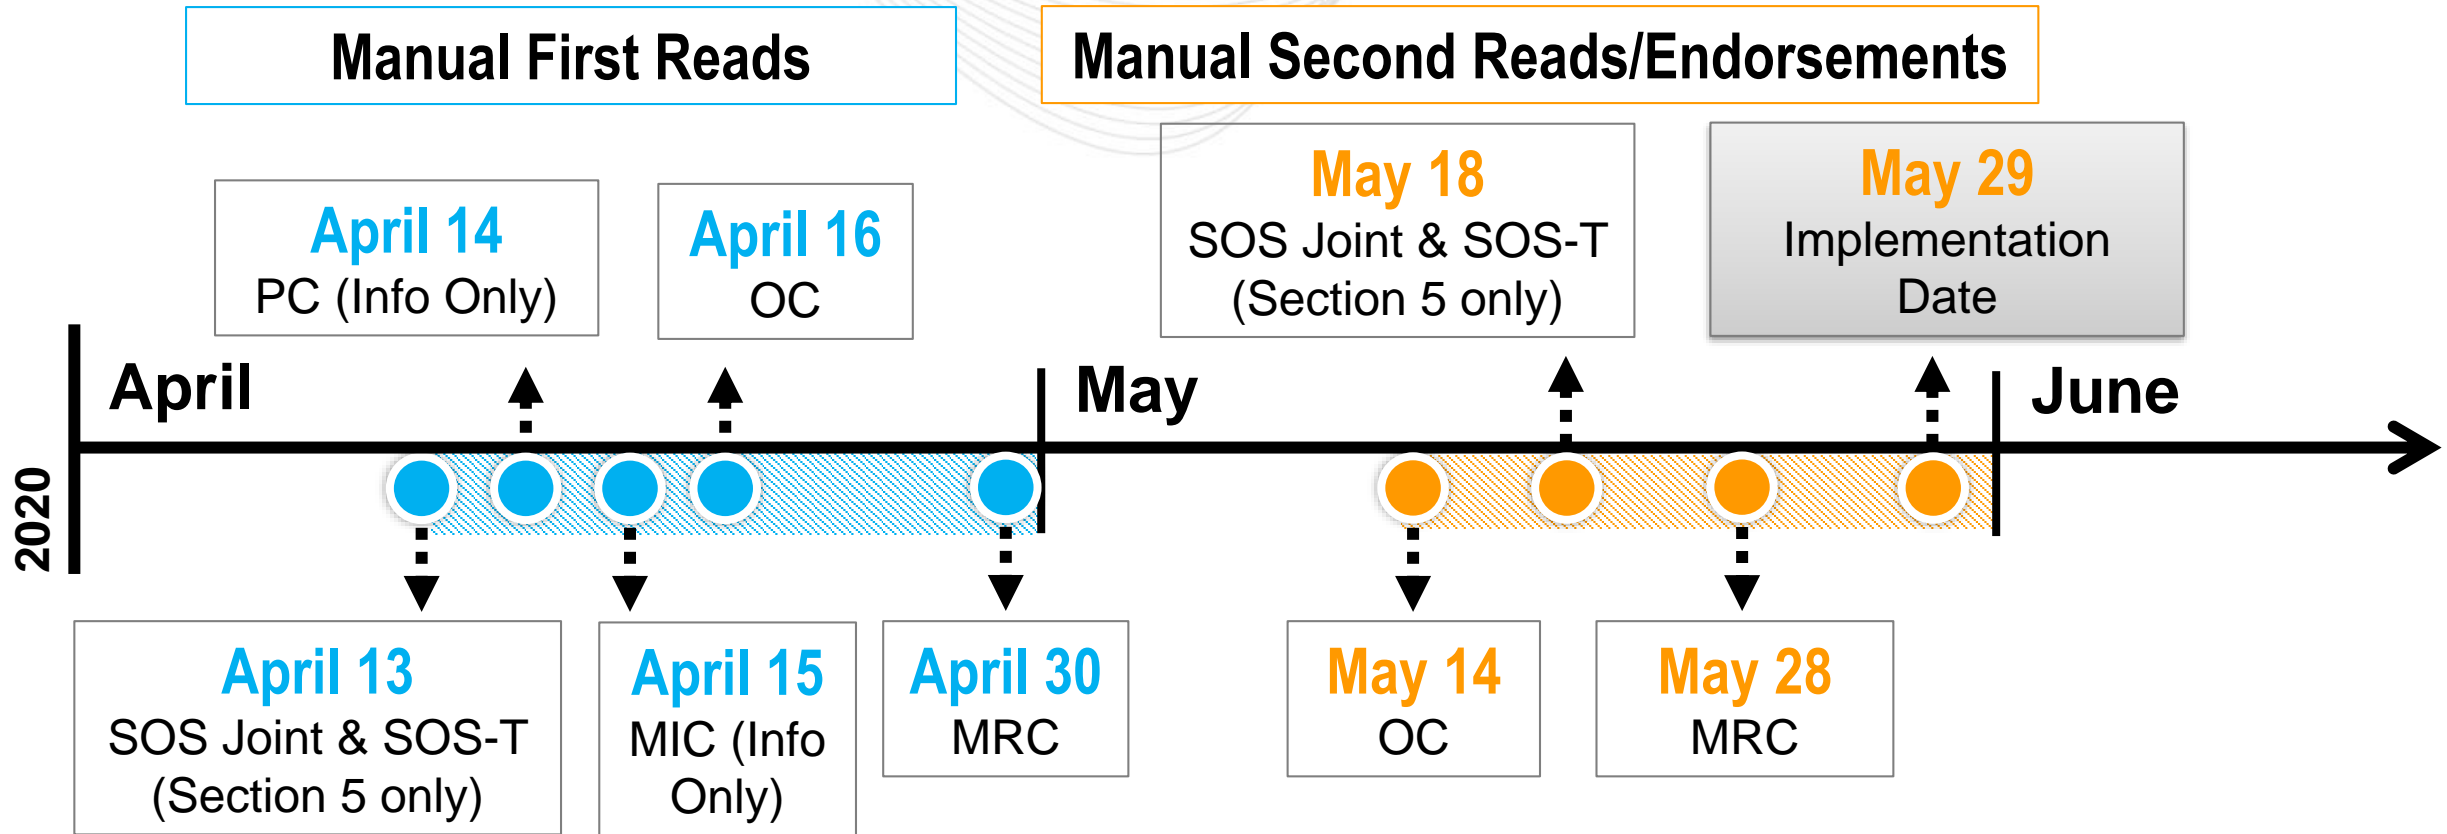 Manual First Reads
Manual Second Reads/Endorsements
April 14
PC (Info Only)
April 16
OC
May 18
SOS Joint & SOS-T
(Section 5 only)
May 29
Implementation
Date
April
May
June
2020
April 13
SOS Joint & SOS-T
(Section 5 only)
April 15
MIC (Info
Only)
April 30
MRC
May 14
OC
May 28
MRC